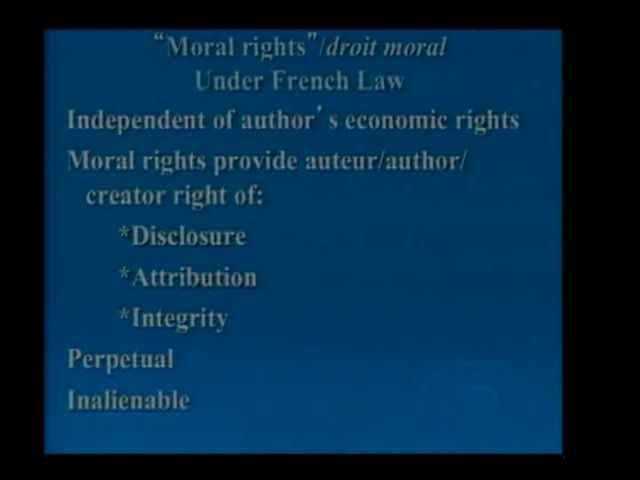 “Moral rights”/droit moral
Under French Law
Independent of author’s economic rights
Moral rights provide auteur/author/
creator right of:
*Disclosure
*Attribution
*Integrity
Perpetual
Inalienable